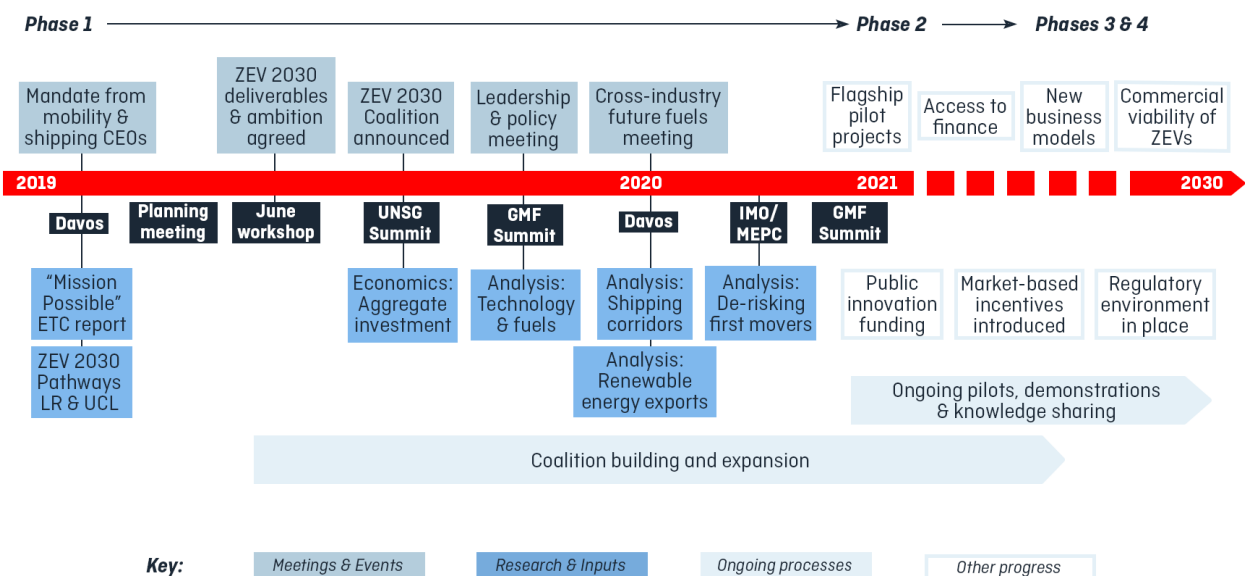 Phase 1
Phase 2
Phases 3 & 4
Mandate from
mobility &
shipping CEOs
ZEV 2030
deliverables
& ambition
agreed
ZEV 2030
Coalition
announced
Leadership
& policy
meeting
Cross-industry
future fuels
meeting
Flagship
pilot
projects
Access to
finance
New
business
models
Commercial
viability of
ZEVs
2019
2020
2021
2030
Davos
Planning
meeting
June
workshop
UNSG
Summit
GMF
Summit
Davos
IMO/
MEPC
GMF
Summit
“Mission
Possible”
ETC report
Economics:
Aggregate
investment
Analysis:
Technology
& fuels
Analysis:
Shipping
corridors
Analysis:
De-risking
first movers
Public
innovation
funding
Market-based
incentives
introduced
Regulatory
environment
in place
ZEV 2030
Pathways
LR & UCL
Analysis:
Renewable
energy exports
Ongoing pilots, demonstrations
& knowledge sharing
Coalition building and expansion
Key:
Meetings & Events
Research & Inputs
Ongoing processes
Other progress